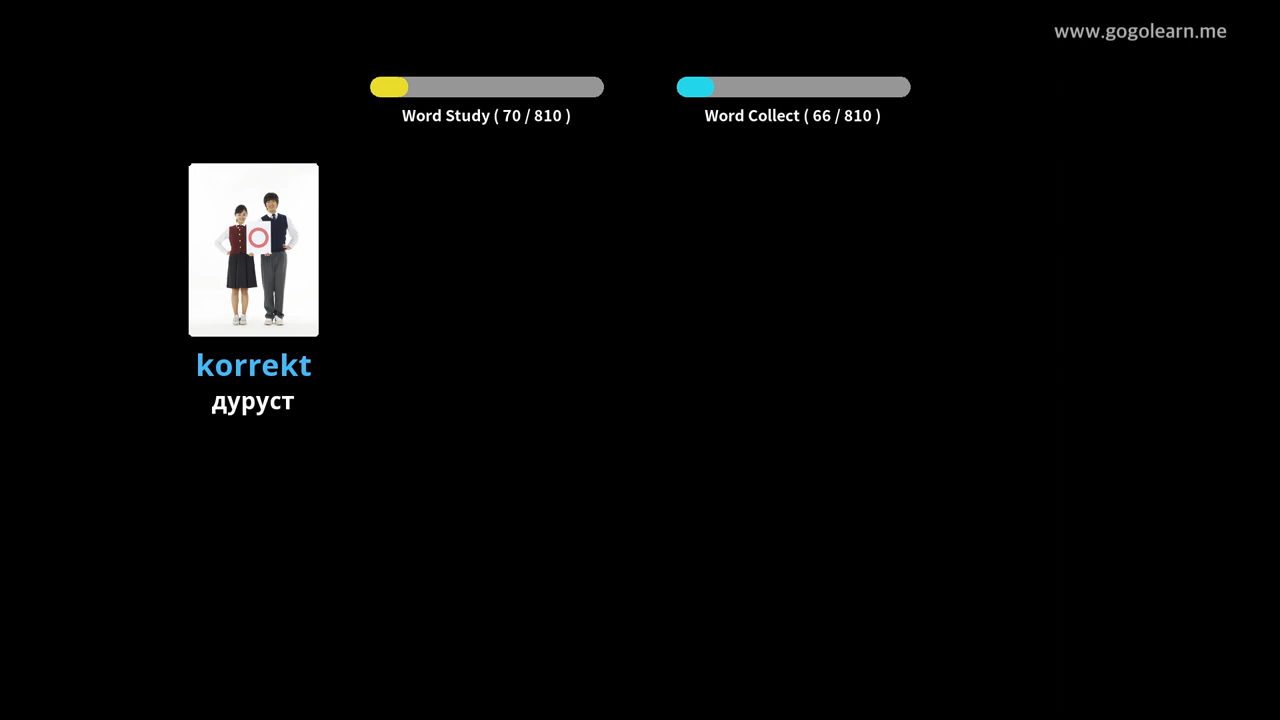 www.gogolearn.me
Word Study ( 70 / 810 )
Word Collect ( 66 / 810 )
korrekt
дуруст